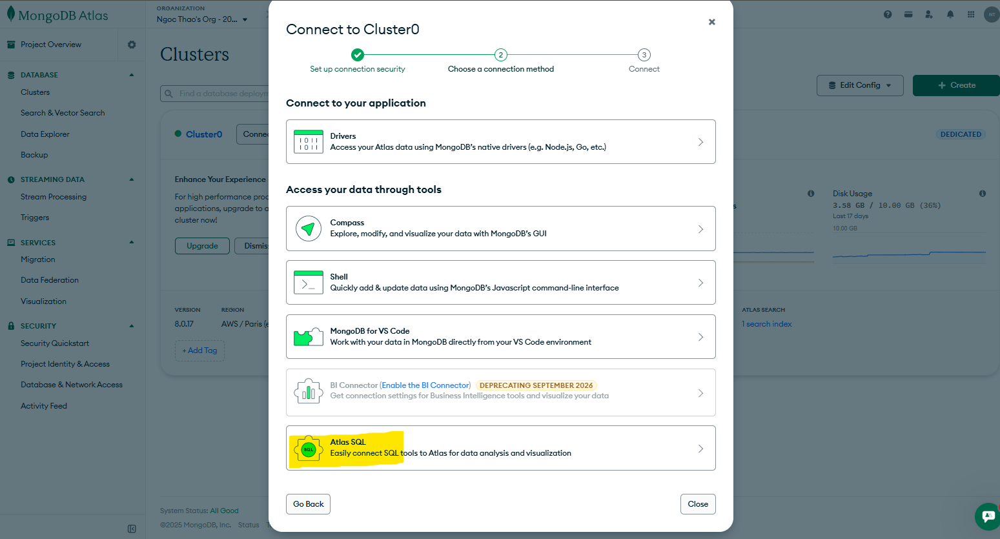 MongoDB Atlas
ORGANIZATION
Ngoc Thao's Org - 20...
NT
Project Overview
DATABASE
Clusters
Search & Vector Search
Data Explorer
Backup
STREAMING DATA
Stream Processing
Triggers
SERVICES
Migration
Data Federation
Visualization
SECURITY
Security Quickstart
Project Identity & Access
Database & Network Access
Activity Feed
Clusters
Find a database deploym
Edit Config
+ Create
Cluster0
Connec
DEDICATED
Enhance Your Experience
For high performance proc
applications, upgrade to a
cluster now!
Upgrade
Dismis
s
Disk Usage
3.58 GB / 10.00 GB (36%)
Last 17 days
10.00 GB
VERSION
8.0.17
REGION
AWS / Paris (e
ATLAS SEARCH
1 search index
+ Add Tag
System Status: All Good
©2025 MongoDB, Inc.
Status
T
Connect to Cluster0
Set up connection security
2
Choose a connection method
3
Connect
Connect to your application
1011
1011
Drivers
Access your Atlas data using MongoDB’s native drivers (e.g. Node.js, Go, etc.)
Access your data through tools
Compass
Explore, modify, and visualize your data with MongoDB’s GUI
>_
Shell
Quickly add & update data using MongoDB’s Javascript command-line interface
MongoDB for VS Code
Work with your data in MongoDB directly from your VS Code environment
BI Connector (Enable the BI Connector) DEPRECATING SEPTEMBER 2026
Get connection settings for Business Intelligence tools and visualize your data
SQL
Atlas SQL
Easily connect SQL tools to Atlas for data analysis and visualization
Go Back
Close